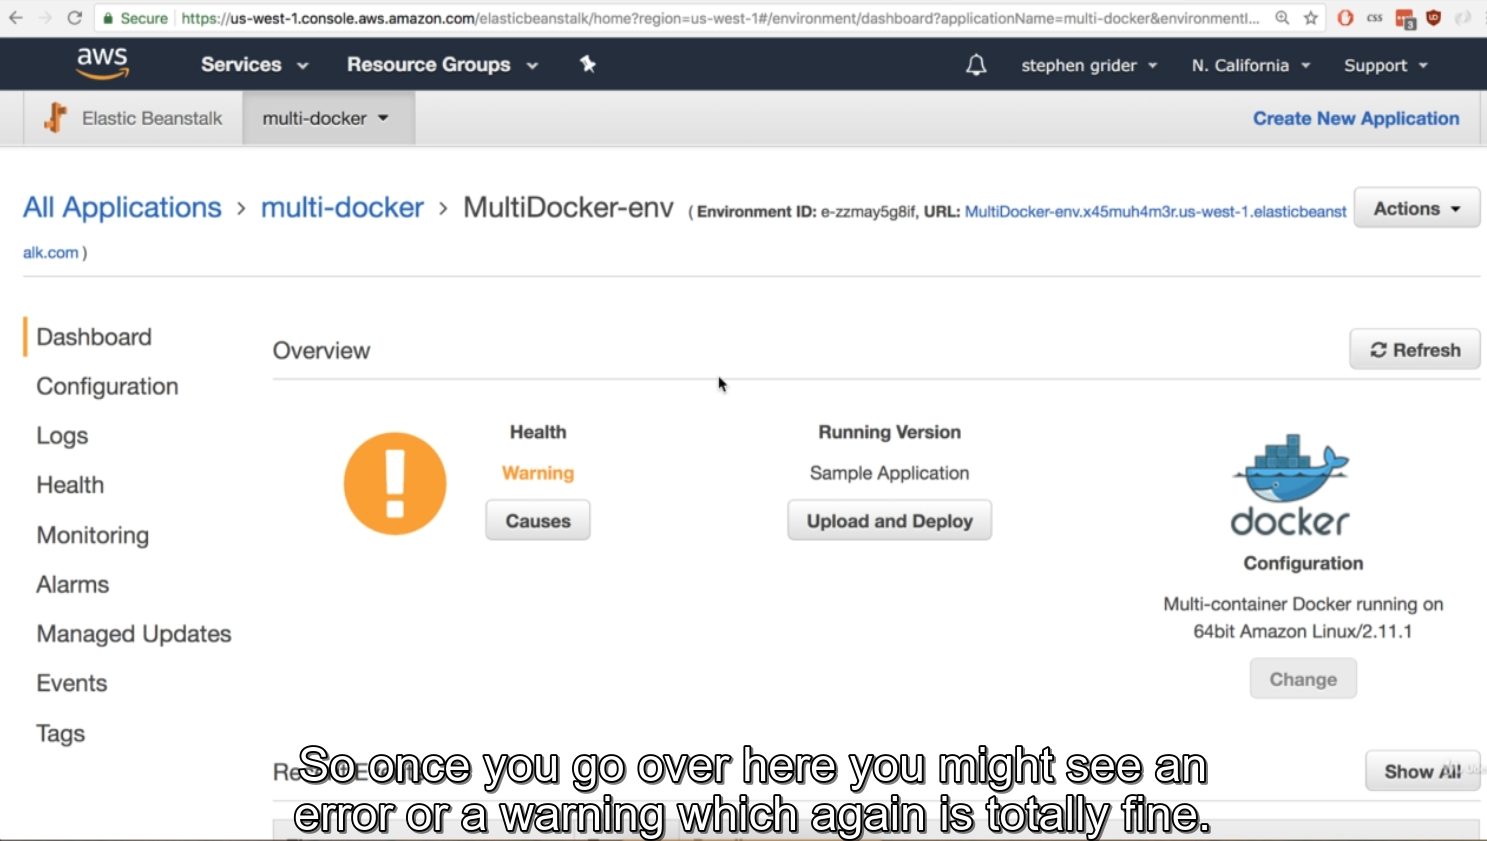 Secure https://us-west-1.console.aws.amazon.com/elasticbeanstalk/home?region=us-west-1#/environment/dashboard?applicationName=multi-docker&environmentI... css 3
aws Services Resource Groups stephen grider N. California Support
Elastic Beanstalk multi-docker Create New Application
All Applications > multi-docker > MultiDocker-env ( Environment ID: e-zzmay5g8if, URL: MultiDocker-env.x45muh4m3r.us-west-1.elasticbeanst Actions
alk.com )
Dashboard
Overview Refresh
Configuration
Health Running Version
Logs
Warning Sample Application
Health
Causes Upload and Deploy
docker
Monitoring
Configuration
Alarms
Multi-container Docker running on
64bit Amazon Linux/2.11.1
Managed Updates
Change
Events
Tags
Show All
So once you go over here you might see an
error or a warning which again is totally fine.